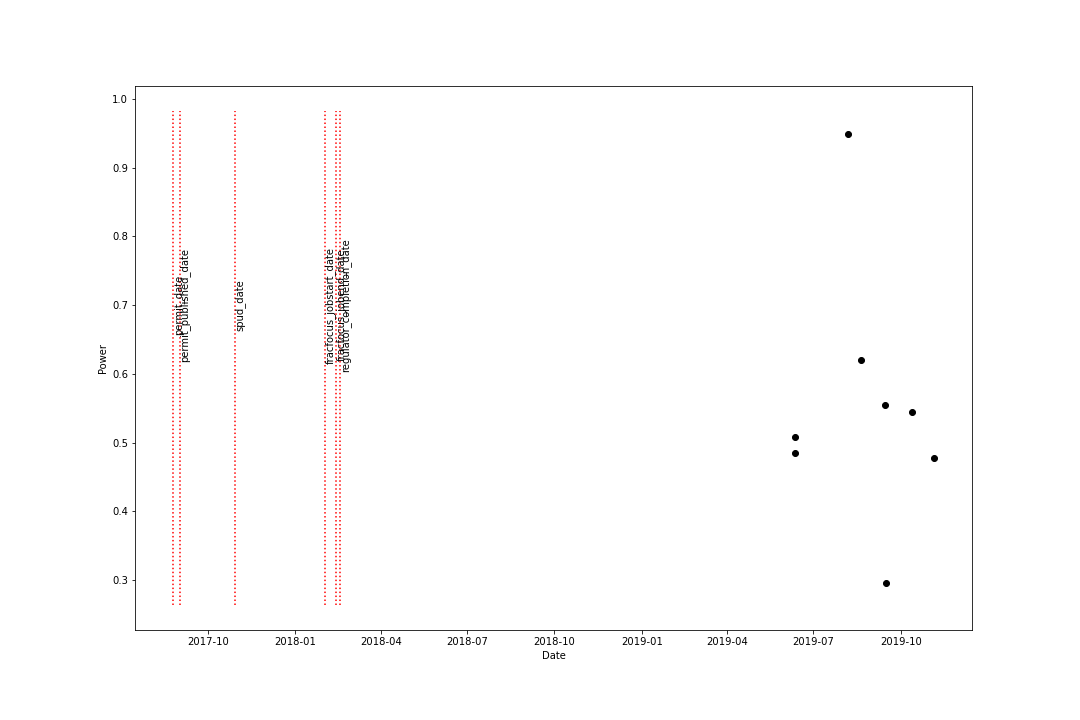 1.0
0.9
0.8
0.7
0.6
0.5
0.4
0.3
Power
permit_date
permit_published_date
spud_date
fracfocus_jobstart_date
fracfocus_jobend_date
regulator_completion_date
2017-10
2018-01
2018-04
2018-07
2018-10
2019-01
2019-04
2019-07
2019-10
Date